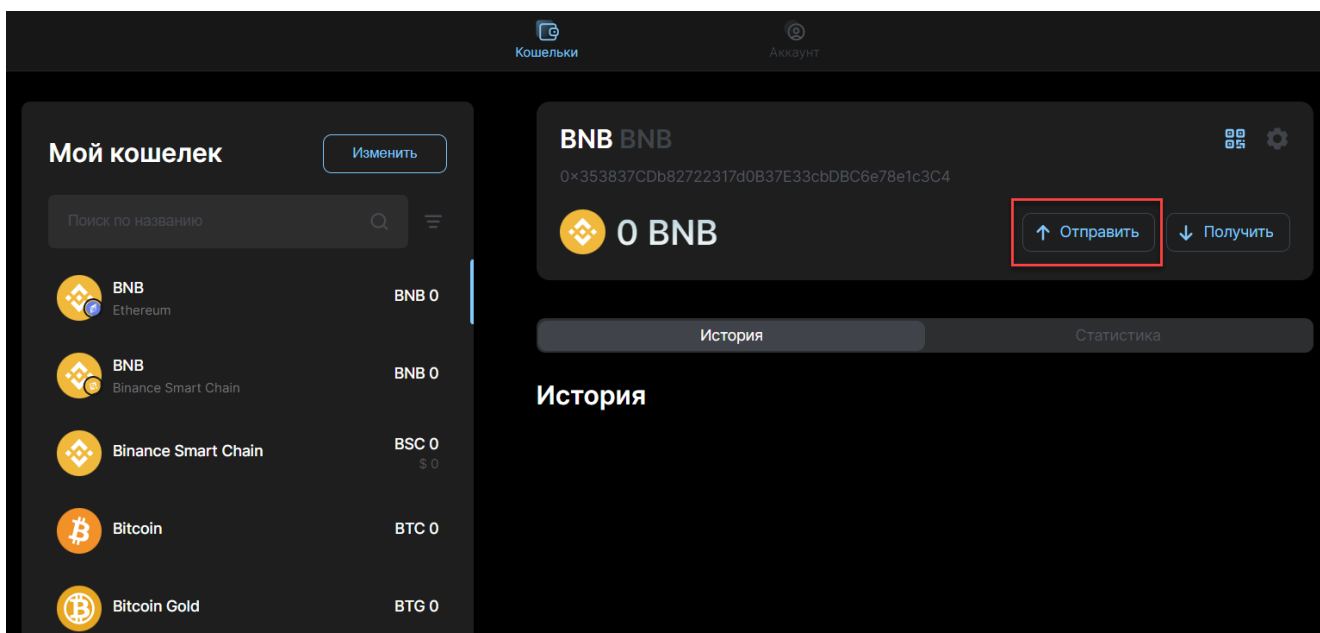 Кошельки
Аккаунт
Мой кошелек
Изменить
Поиск по названию
BNB
Ethereum
BNB 0
BNB
Binance Smart Chain
BNB 0
Binance Smart Chain
BSC 0
$ 0
Bitcoin
BTC 0
Bitcoin Gold
BTG 0
BNB BNB
0×353837CDb82722317d0B37E33cbDBC6e78e1c3C4
0 BNB
Отправить
Получить
История
Статистика
История